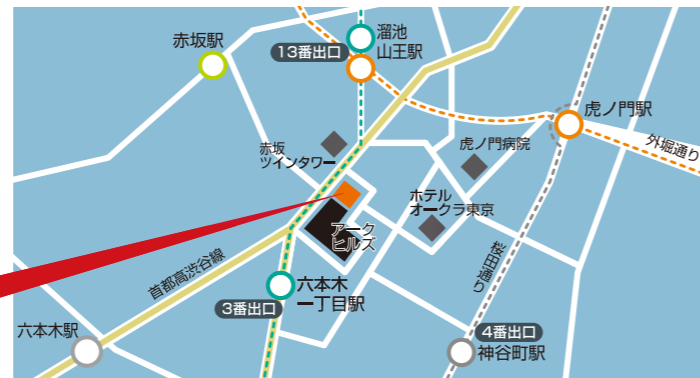 赤坂駅
溜池
山王駅
13番出口
虎ノ門駅
外堀通り
赤坂
ツインタワー
虎ノ門病院
ホテル
オークラ東京
アーク
ヒルズ
桜田通り
首都高渋谷線
六本木
一丁目駅
3番出口
六本木駅
4番出口
神谷町駅